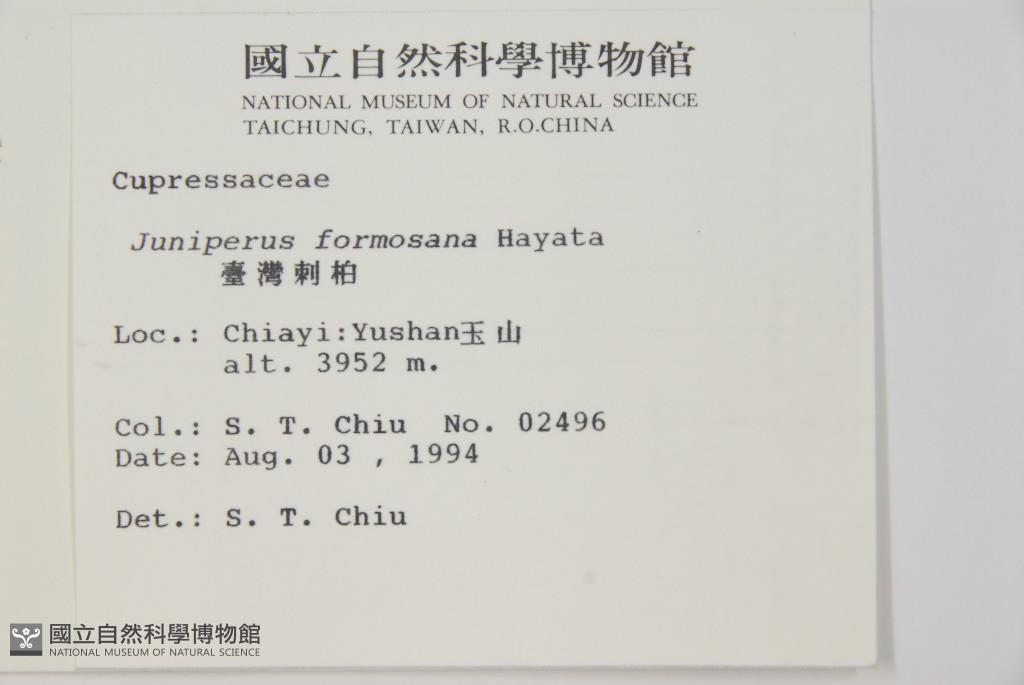 國立自然科學博物館
NATIONAL MUSEUM OF NATURAL SCIENCE
TAICHUNG, TAIWAN, R.O.CHINA
Cupressaceae
Juniperus formosana Hayata
臺灣刺柏
Loc.: Chiayi:Yushan玉山
alt. 3952 m.
Col.: S. T. Chiu No. 02496
Date: Aug. 03 , 1994
Det.: S. T. Chiu
國立自然科學博物館
NATIONAL MUSEUM OF NATURAL SCIENCE